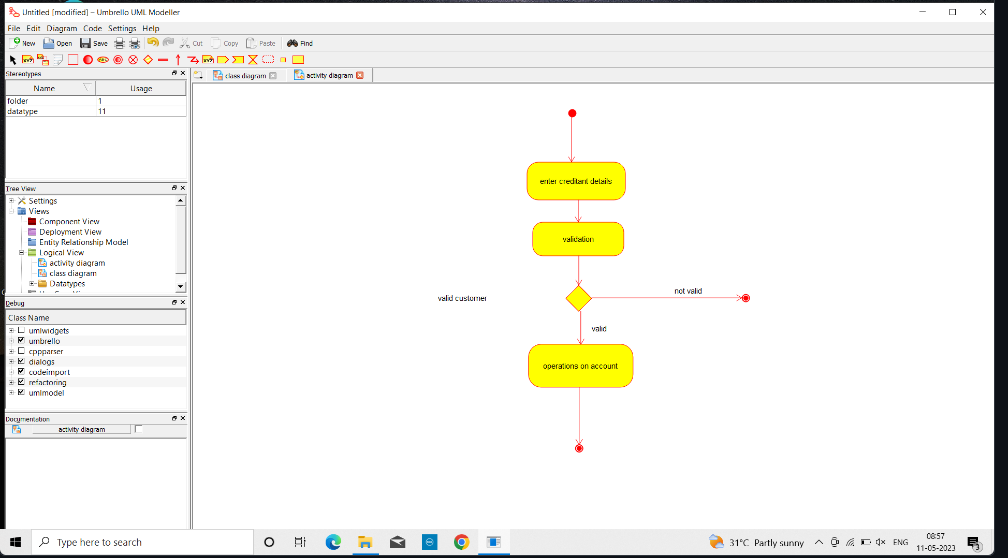 Untitled [modified] – Umbrello UML Modeller
File Edit Diagram Code Settings Help
New Open Save Cut Copy Paste Find
Stereotypes
class diagram activity diagram
Name Usage
folder 1
datatype 11
Tree View
Settings
Views
Component View
Deployment View
Entity Relationship Model
Logical View
activity diagram
class diagram
Datatypes
Debug
Class Name
umlwidgets
umbrello
cppparser
dialogs
codeimport
refactoring
umlmodel
Documentation
activity diagram
enter creditant details
validation
valid customer
not valid
valid
operations on account
Type here to search
31°C Partly sunny
ENG
08:57
11-05-2023
3